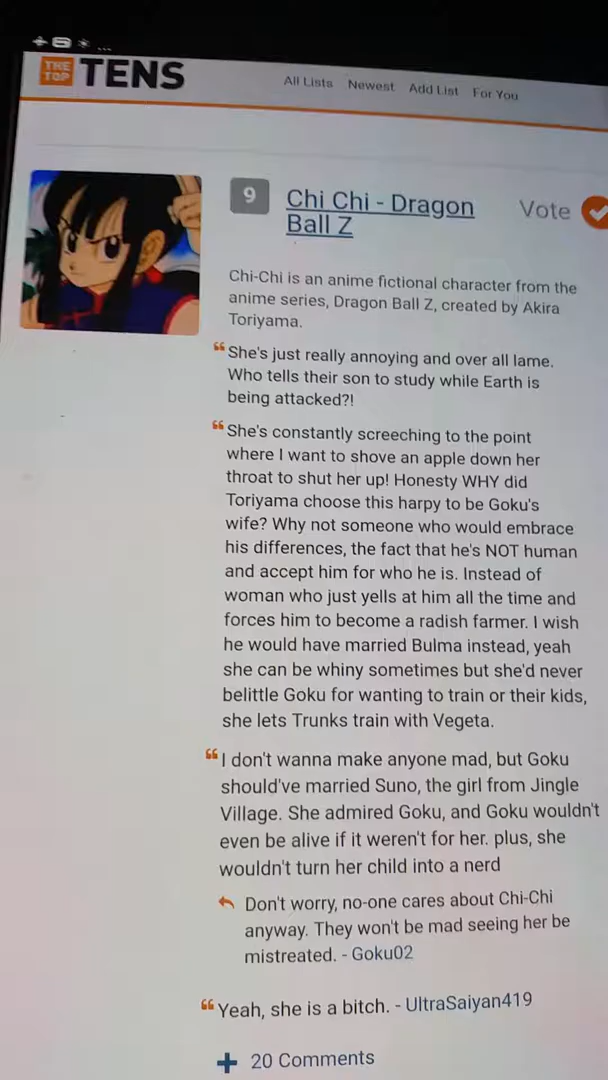 THE TOP TENS
All Lists Newest Add List For You
9 Chi Chi - Dragon Vote
Ball Z
Chi-Chi is an anime fictional character from the
anime series, Dragon Ball Z, created by Akira
Toriyama.
“ She's just really annoying and over all lame.
Who tells their son to study while Earth is
being attacked?!
“ She's constantly screeching to the point
where I want to shove an apple down her
throat to shut her up! Honesty WHY did
Toriyama choose this harpy to be Goku's
wife? Why not someone who would embrace
his differences, the fact that he's NOT human
and accept him for who he is. Instead of
woman who just yells at him all the time and
forces him to become a radish farmer. I wish
he would have married Bulma instead, yeah
she can be whiny sometimes but she'd never
belittle Goku for wanting to train or their kids,
she lets Trunks train with Vegeta.
“ I don't wanna make anyone mad, but Goku
should've married Suno, the girl from Jingle
Village. She admired Goku, and Goku wouldn't
even be alive if it weren't for her. plus, she
wouldn't turn her child into a nerd
Don't worry, no-one cares about Chi-Chi
anyway. They won't be mad seeing her be
mistreated. - Goku02
“ Yeah, she is a bitch. - UltraSaiyan419
+ 20 Comments